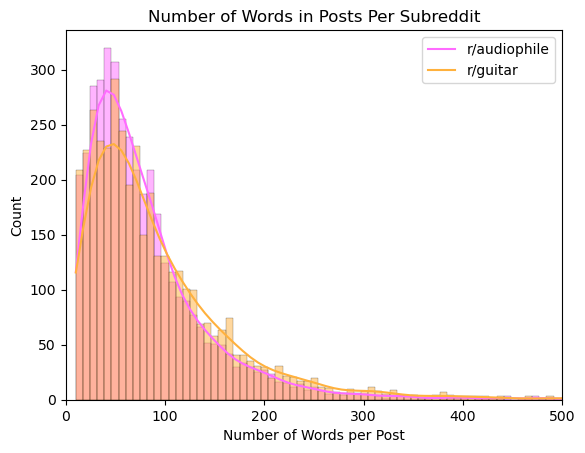 Number of Words in Posts Per Subreddit
r/audiophile
r/guitar
Count
300
250
200
150
100
50
0
0 100 200 300 400 500
Number of Words per Post